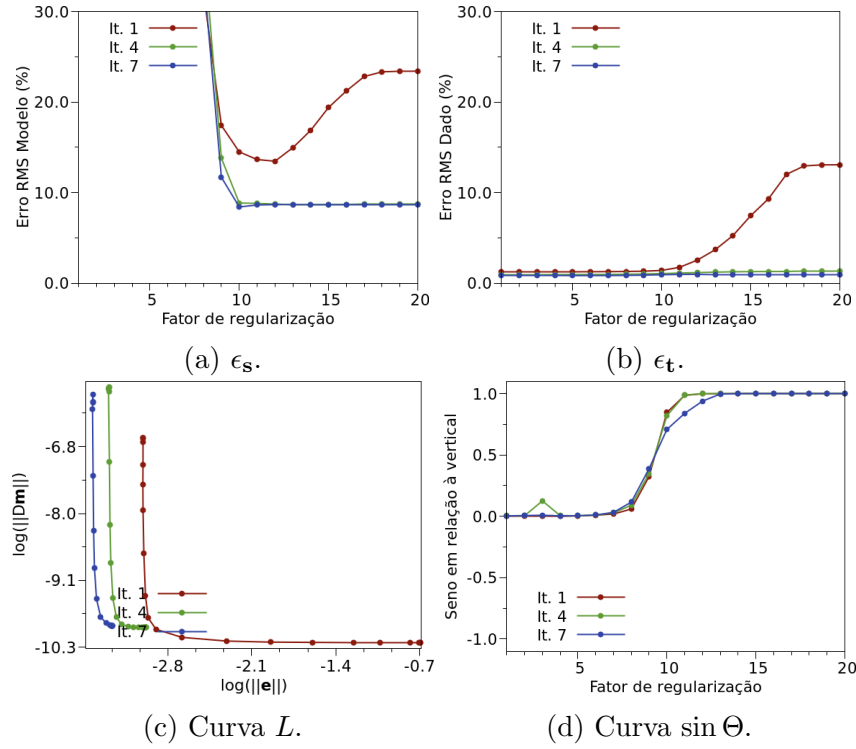 30.0
20.0
10.0
0.0
Erro RMS Modelo (%)
It. 1
It. 4
It. 7
5
10
15
20
Fator de regularização
(a) ϵs.
30.0
20.0
10.0
0.0
Erro RMS Dado (%)
It. 1
It. 4
It. 7
5
10
15
20
Fator de regularização
(b) ϵt.
-6.8
-8.0
-9.1
-10.3
log(||Dm||)
It. 1
It. 4
It. 7
-2.8
-2.1
-1.4
-0.7
log(||e||)
(c) Curva L.
1.0
0.5
0.0
-0.5
-1.0
Seno em relação à vertical
It. 1
It. 4
It. 7
5
10
15
20
Fator de regularização
(d) Curva sin Θ.